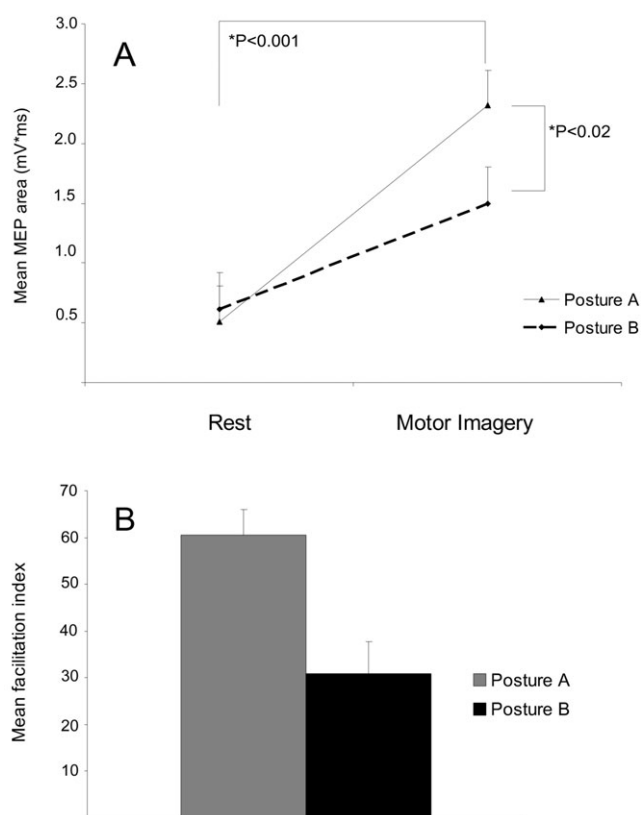 3.0
A
*P<0.001
2.5
2.0
*P<0.02
1.5
1.0
0.5
Mean MEP area (mV*ms)
Posture A
Posture B
Rest
Motor Imagery
70
B
60
50
40
30
20
10
Mean facilitation index
Posture A
Posture B